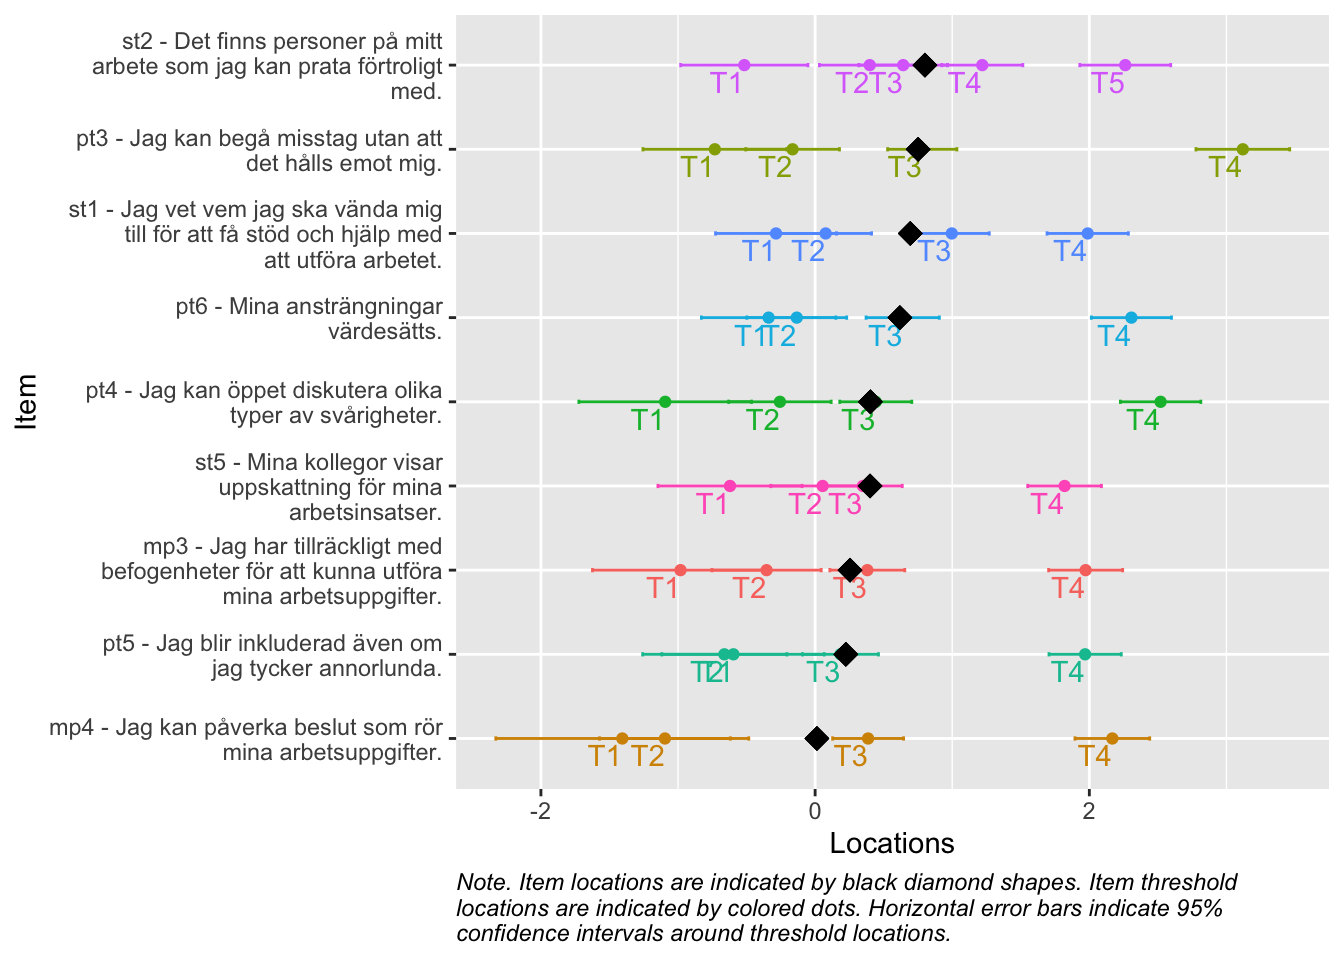 st2 - Det finns personer på mitt
arbete som jag kan prata förtroligt
med.
T1
T2
T3
T4
T5
pt3 - Jag kan begå misstag utan att
det hålls emot mig.
T1
T2
T3
T4
st1 - Jag vet vem jag ska vända mig
till för att få stöd och hjälp med
att utföra arbetet.
T1
T2
T3
T4
pt6 - Mina ansträngningar
värdesätts.
T1
T2
T3
T4
pt4 - Jag kan öppet diskutera olika
typer av svårigheter.
T1
T2
T3
T4
st5 - Mina kollegor visar
uppskattning för mina
arbetsinsatser.
T1
T2
T3
T4
mp3 - Jag har tillräckligt med
befogenheter för att kunna utföra
mina arbetsuppgifter.
T1
T2
T3
T4
pt5 - Jag blir inkluderad även om
jag tycker annorlunda.
T2
T1
T3
T4
mp4 - Jag kan påverka beslut som rör
mina arbetsuppgifter.
T1
T2
T3
T4
Item
-2
0
2
Locations
Note. Item locations are indicated by black diamond shapes. Item threshold
locations are indicated by colored dots. Horizontal error bars indicate 95%
confidence intervals around threshold locations.